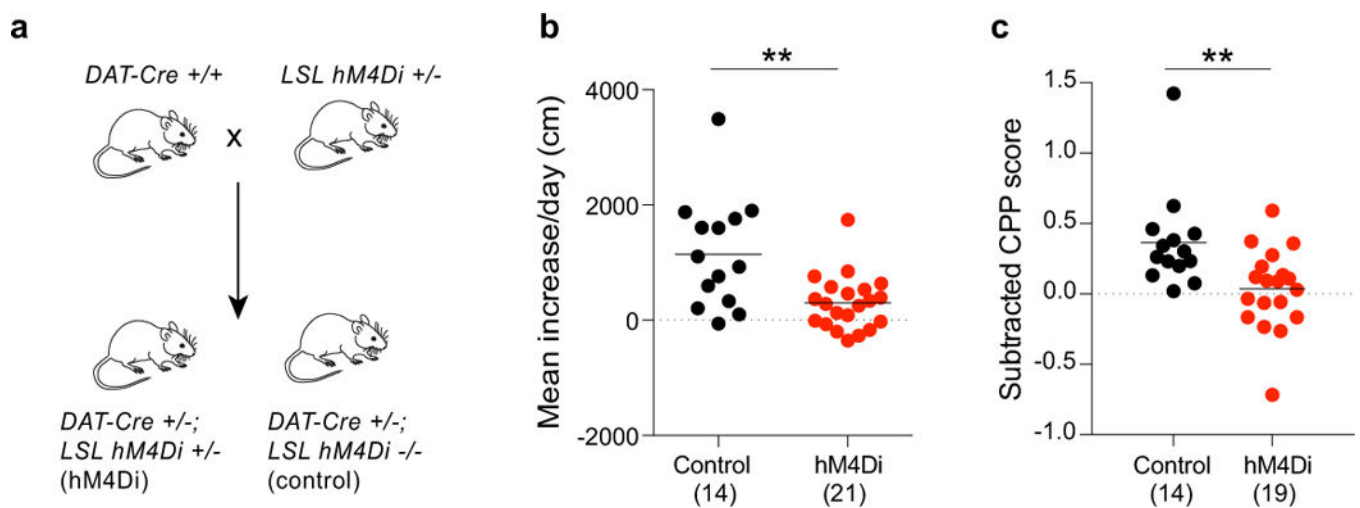 a
DAT-Cre +/+
LSL hM4Di +/-
x
DAT-Cre +/-;
LSL hM4Di +/-
(hM4Di)
DAT-Cre +/-;
LSL hM4Di -/-
(control)
b
**
Mean increase/day (cm)
4000
2000
0
-2000
Control
(14)
hM4Di
(21)
c
**
Subtracted CPP score
1.5
1.0
0.5
0.0
-0.5
-1.0
Control
(14)
hM4Di
(19)